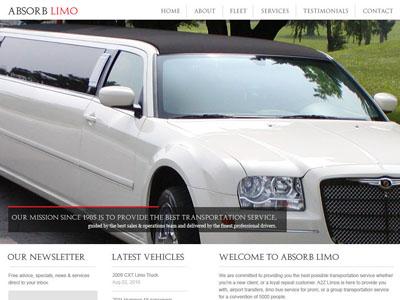 ABSORB LIMO
HOME ABOUT FLEET SERVICES TESTIMONIALS CONTACT
OUR MISSION SINCE 1985 IS TO PROVIDE THE BEST TRANSPORTATION SERVICE,
guided by the best sales & operations team and delivered by the finest professional drivers.
OUR NEWSLETTER
Free advice, specials, news & services
direct to your inbox.
LATEST VEHICLES
2009 GXT Limo Truck
Aug 02, 2010
WELCOME TO ABSORB LIMO
We are committed to providing you the best possible transportation service whether
you're a new client, or a loyal repeat customer. A2Z Limos is here to provide you
with, airport transfers, limo bus service for prom, or a group transportation service
for a convention of 5000 people.